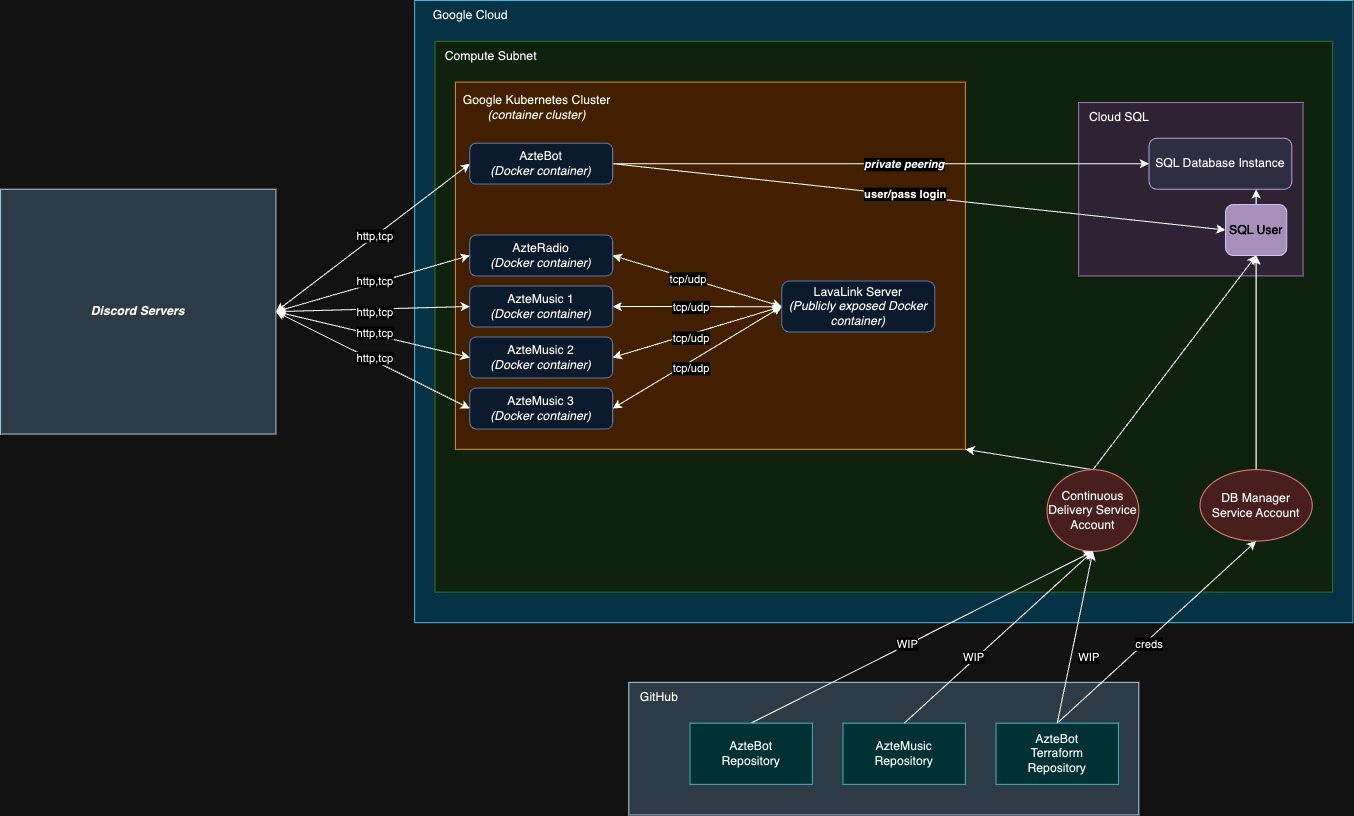 Google Cloud
Compute Subnet
Google Kubernetes Cluster
(container cluster)
Cloud SQL
AzteBot
(Docker container)
private peering
SQL Database Instance
user/pass login
SQL User
http,tcp
AzteRadio
(Docker container)
http,tcp
tcp/udp
AzteMusic 1
(Docker container)
http,tcp
tcp/udp
LavaLink Server
(Publicly exposed Docker
container)
Discord Servers
http,tcp
AzteMusic 2
(Docker container)
tcp/udp
http,tcp
AzteMusic 3
(Docker container)
tcp/udp
Continuous
Delivery Service
Account
DB Manager
Service Account
WIP
WIP
WIP
creds
GitHub
AzteBot
Repository
AzteMusic
Repository
AzteBot
Terraform
Repository